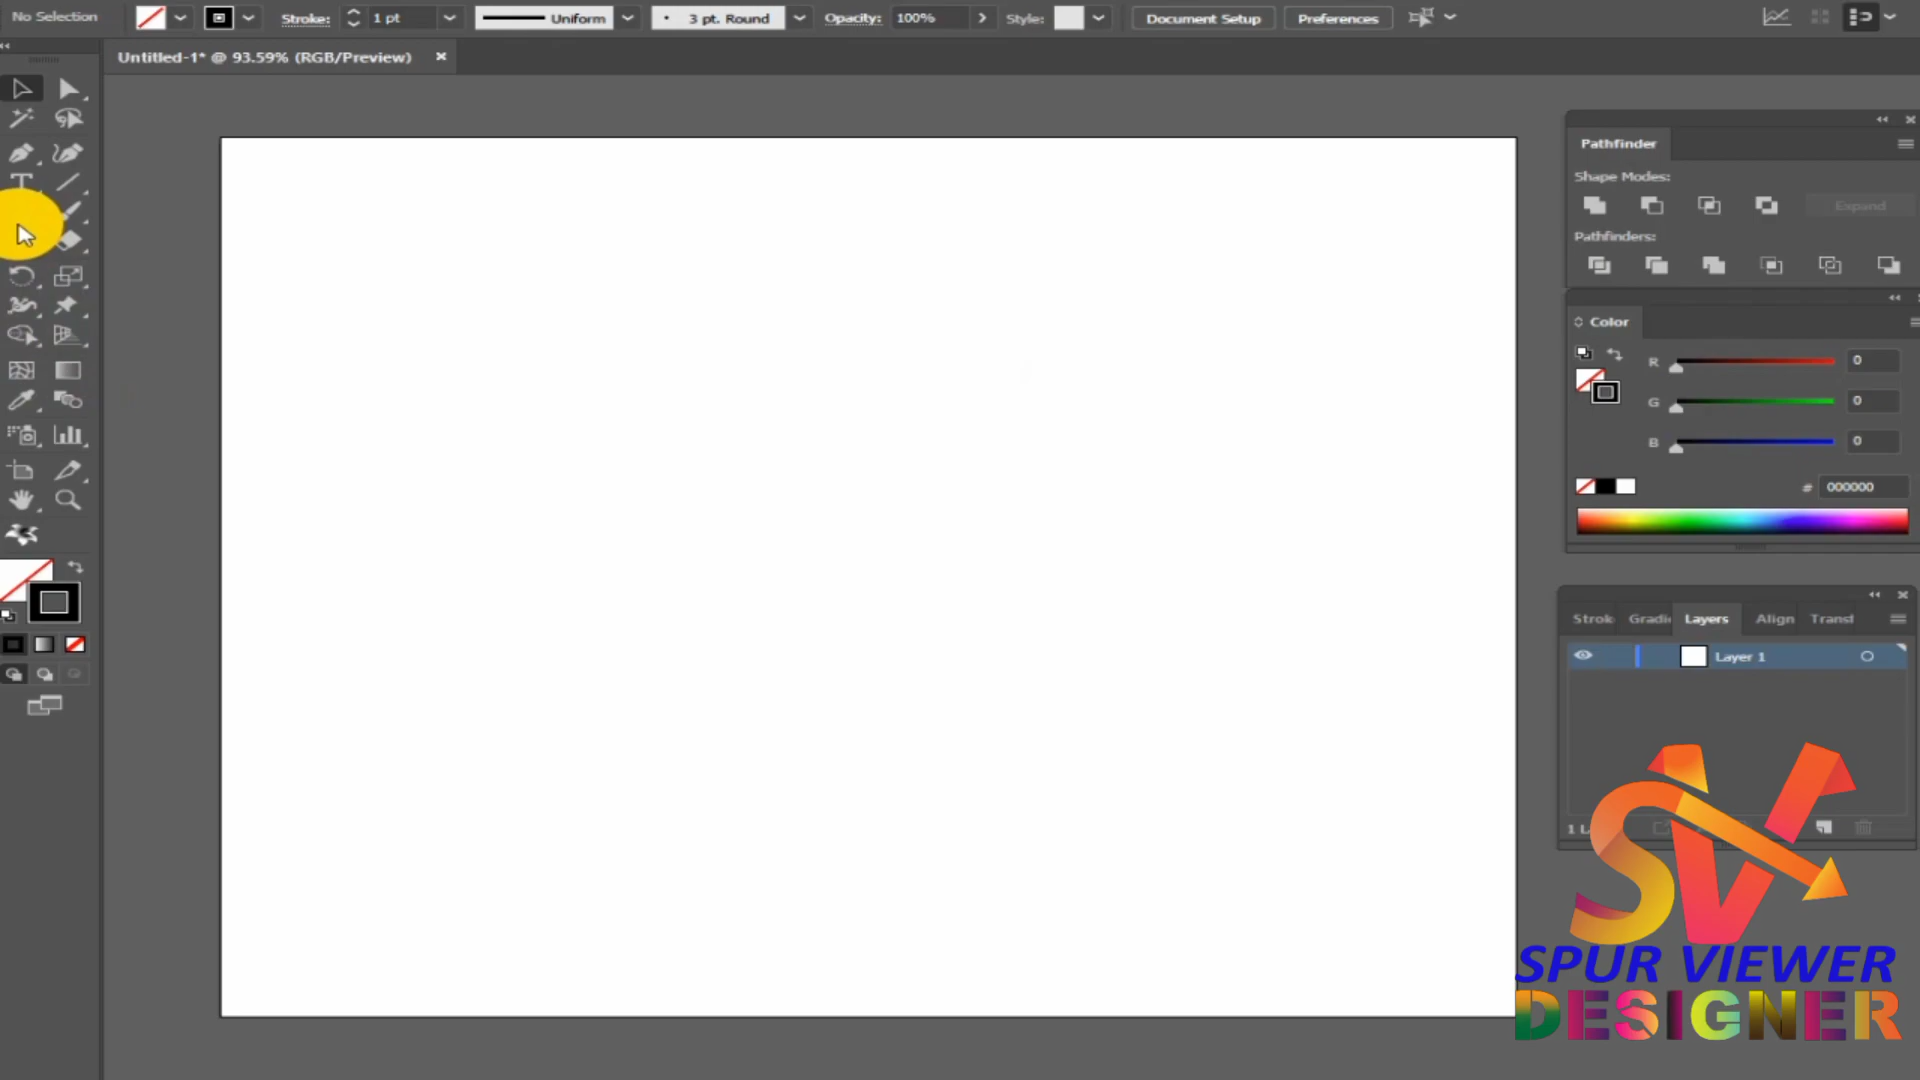 No Selection
Stroke: 1 pt Uniform 3 pt. Round Opacity: 100% Style: Document Setup Preferences
Untitled-1* @ 93.59% (RGB/Preview)
Pathfinder
Shape Modes:
Expand
Pathfinders:
Color
R 0
G 0
B 0
# 000000
Strok Gradi Layers Align Transf
Layer 1
1 L
SV
SPUR VIEWER
DESIGNER